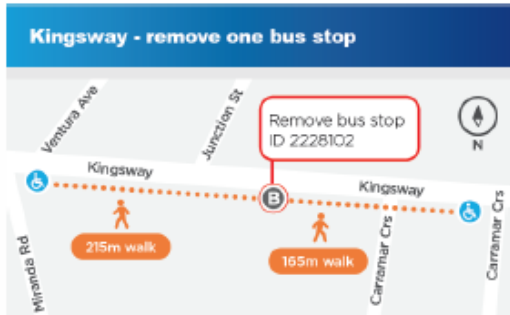 Kingsway - remove one bus stop
Ventura Ave
Junction St
Remove bus stop
ID 2228102
N
Kingsway
B
Kingsway
215m walk
165m walk
Miranda Rd
Carramar Crs
Carramar Crs